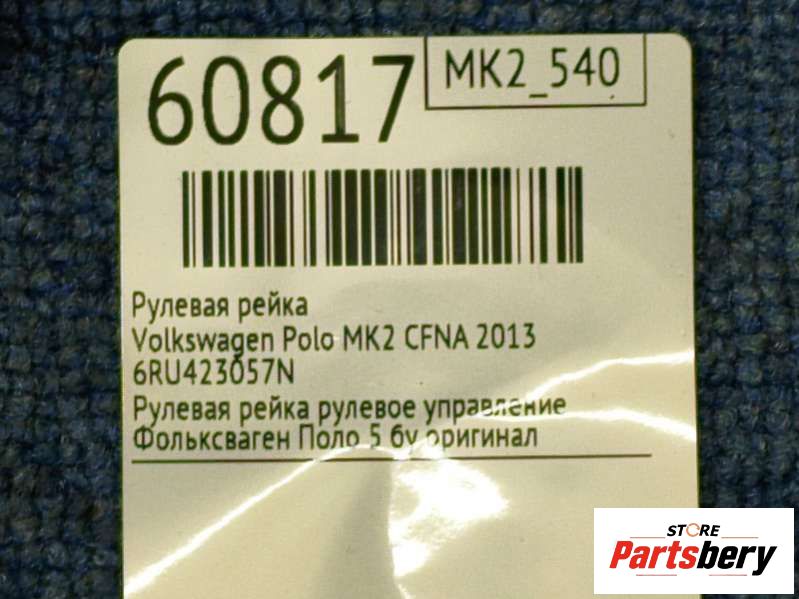 60817
MK2_540
Рулевая рейка
Volkswagen Polo MK2 CFNA 2013
6RU423057N
Рулевая рейка рулевое управление
Фольксваген Поло 5 бу оригинал
STORE
Partsbery